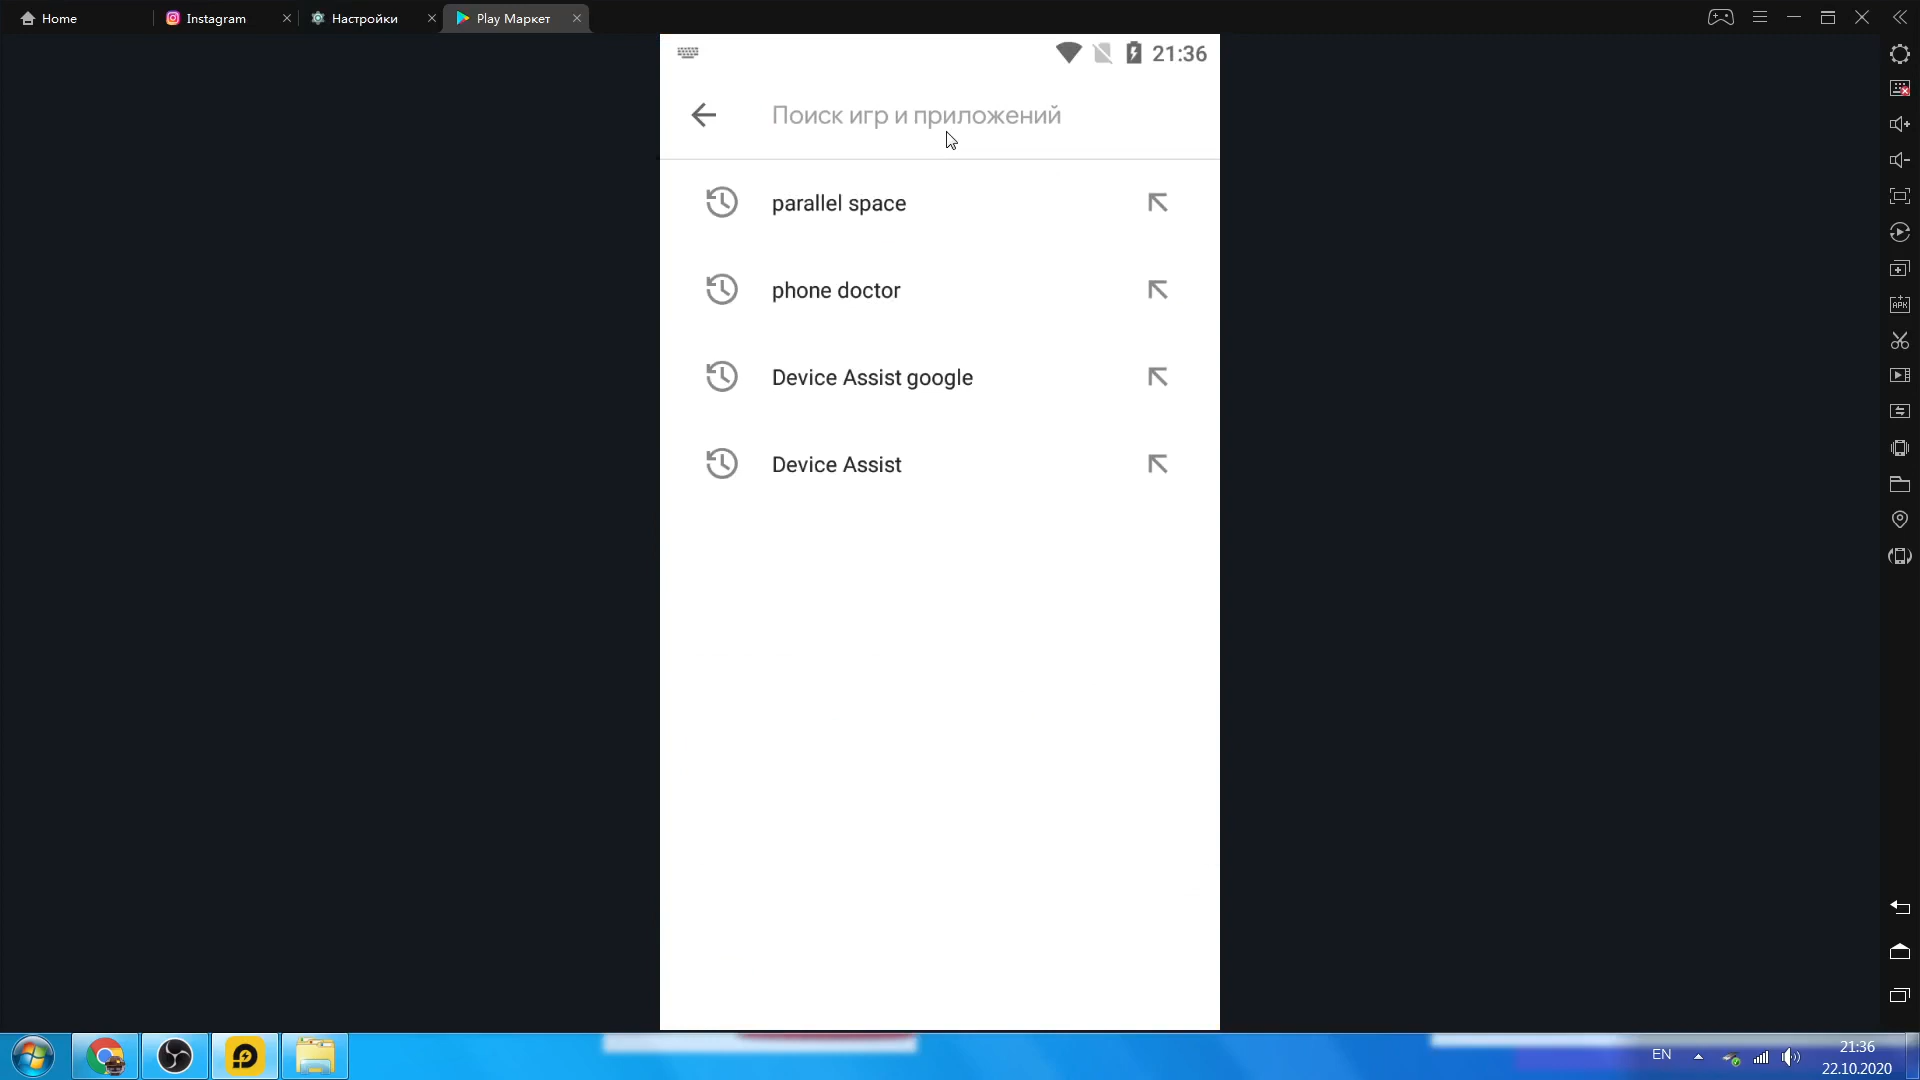 Home
Instagram
Настройки
Play Маркет
21:36
Поиск игр и приложений
parallel space
phone doctor
Device Assist google
Device Assist
APK
EN
21:36
22.10.2020